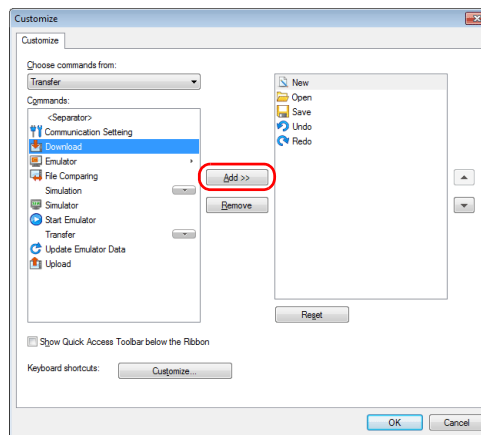 Customize
Customize
Choose commands from:
Transfer
Commands:
<Separator>
Communication Setteing
Download
Emulator
File Comparing
Simulation
Simulator
Start Emulator
Transfer
Update Emulator Data
Upload
Add >>
Remove
New
Open
Save
Undo
Redo
Reset
Show Quick Access Toolbar below the Ribbon
Keyboard shortcuts:
Customize...
OK
Cancel